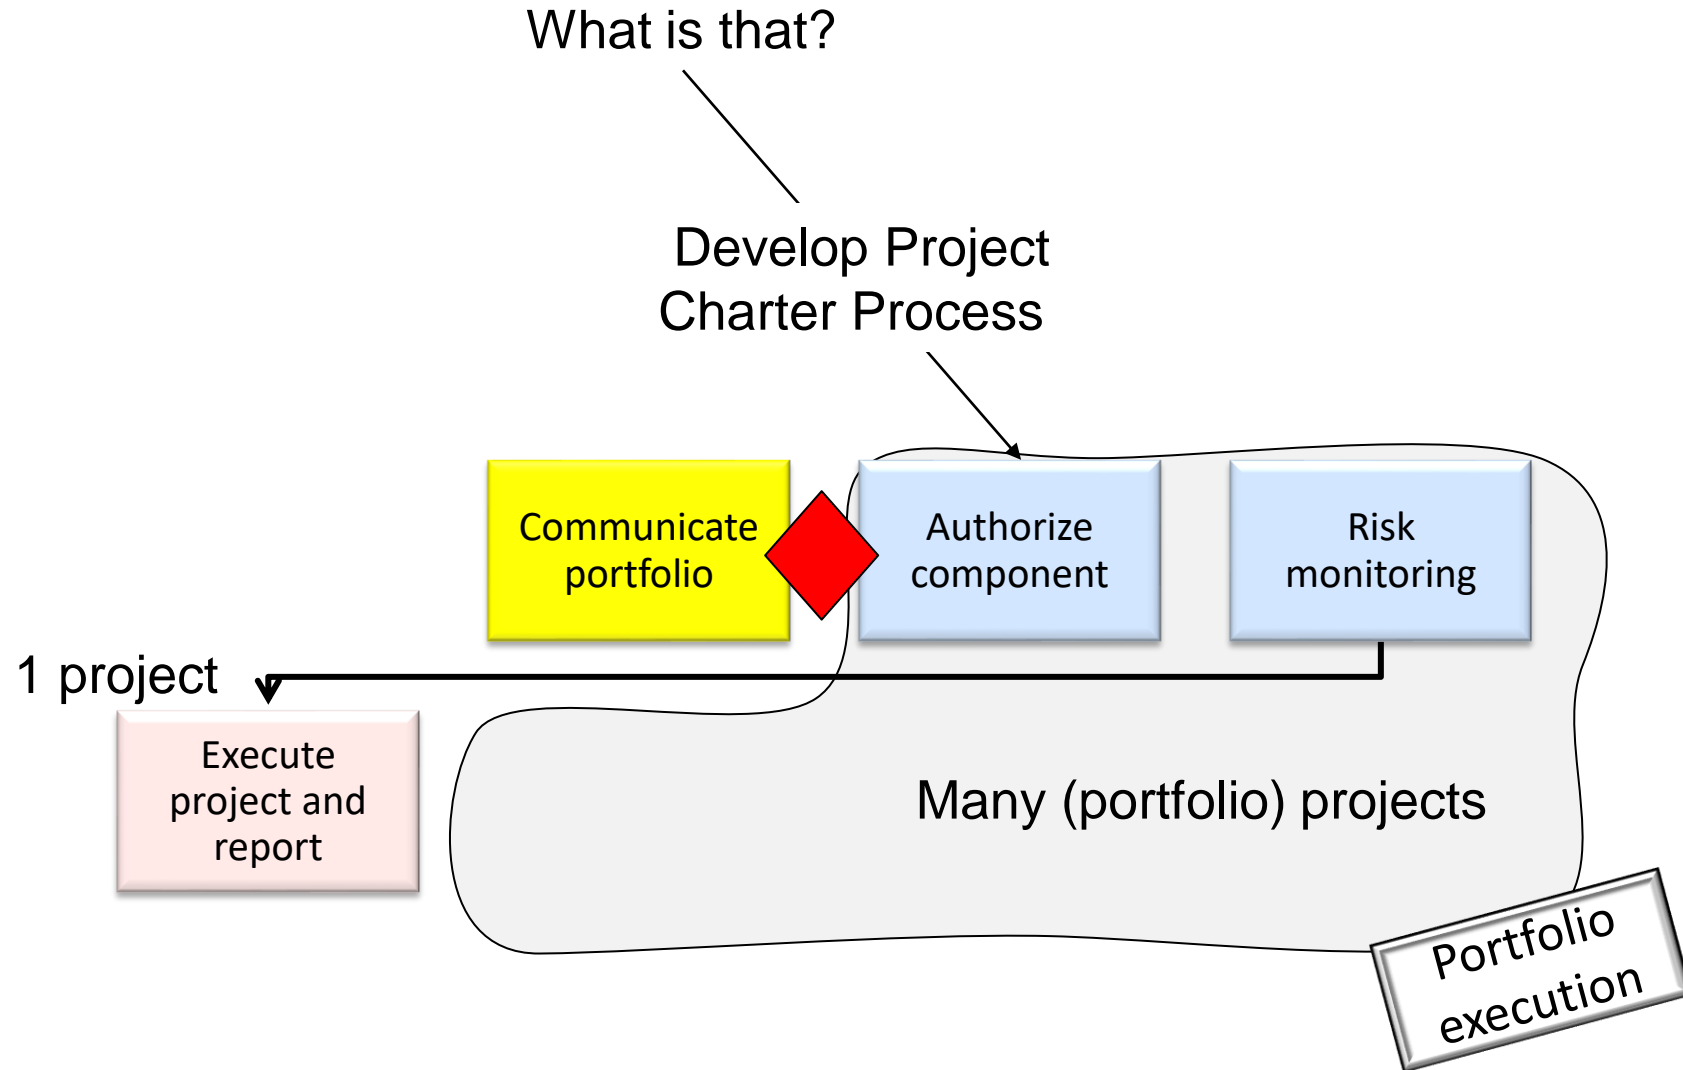 What is that?
Develop Project
Charter Process
Communicate
portfolio
Authorize
component
Risk
monitoring
1 project
Execute
project and
report
Many (portfolio) projects
Portfolio
execution